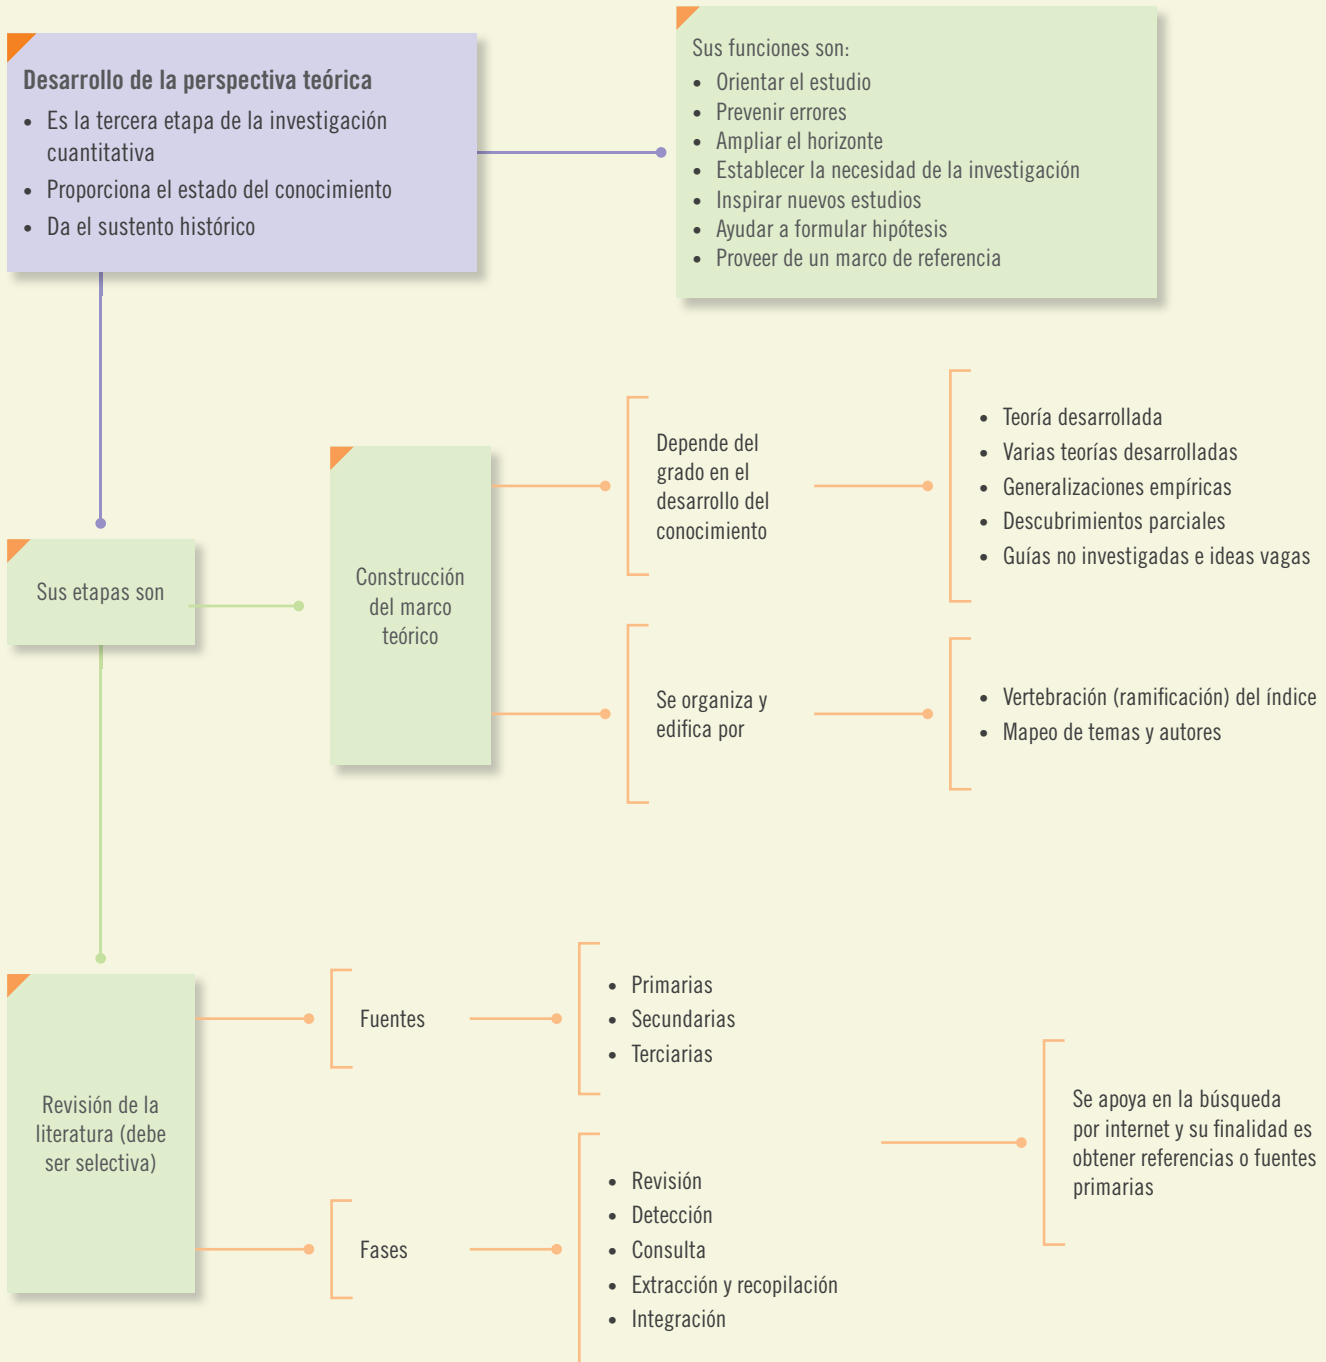 Desarrollo de la perspectiva teórica
• Es la tercera etapa de la investigación
cuantitativa
• Proporciona el estado del conocimiento
• Da el sustento histórico
Sus funciones son:
• Orientar el estudio
• Prevenir errores
• Ampliar el horizonte
• Establecer la necesidad de la investigación
• Inspirar nuevos estudios
• Ayudar a formular hipótesis
• Proveer de un marco de referencia
Sus etapas son
Construcción
del marco
teórico
Depende del
grado en el
desarrollo del
conocimiento
• Teoría desarrollada
• Varias teorías desarrolladas
• Generalizaciones empíricas
• Descubrimientos parciales
• Guías no investigadas e ideas vagas
Se organiza y
edifica por
• Vertebración (ramificación) del índice
• Mapeo de temas y autores
Revisión de la
literatura (debe
ser selectiva)
Fuentes
• Primarias
• Secundarias
• Terciarias
Fases
• Revisión
• Detección
• Consulta
• Extracción y recopilación
• Integración
Se apoya en la búsqueda
por internet y su finalidad es
obtener referencias o fuentes
primarias